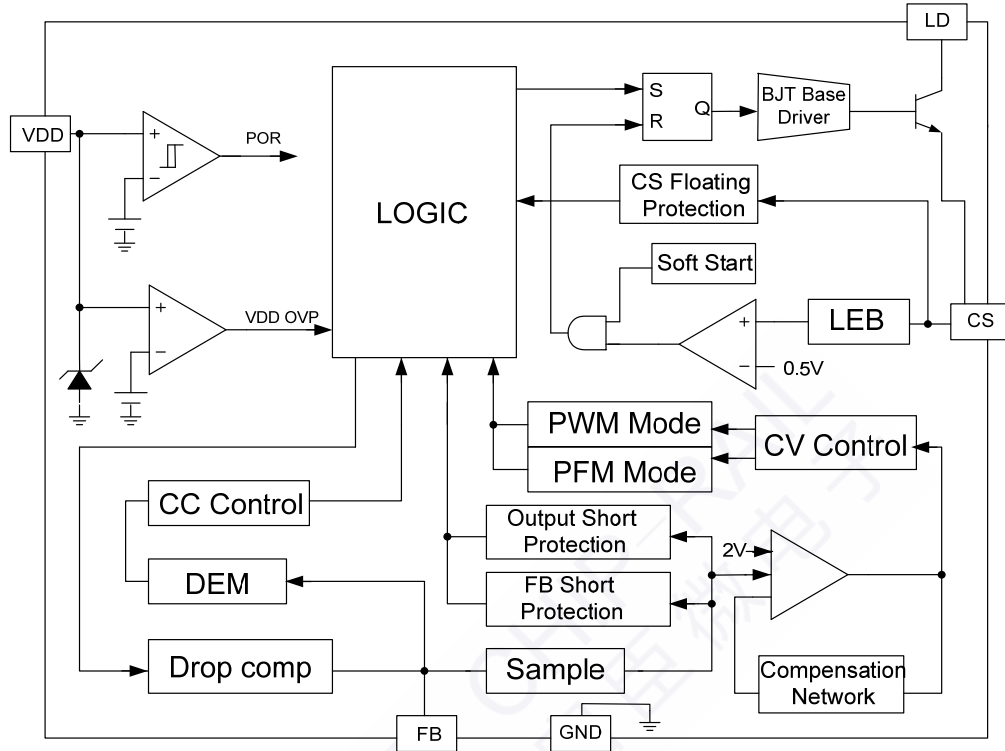 LD
VDD
POR
LOGIC
S
R
Q
BJT Base
Driver
CS Floating
Protection
Soft Start
VDD OVP
LEB
CS
0.5V
PWM Mode
PFM Mode
CV Control
CC Control
DEM
Output Short
Protection
FB Short
Protection
2V
Drop comp
Sample
Compensation
Network
FB
GND
+
−
+
−
+
−